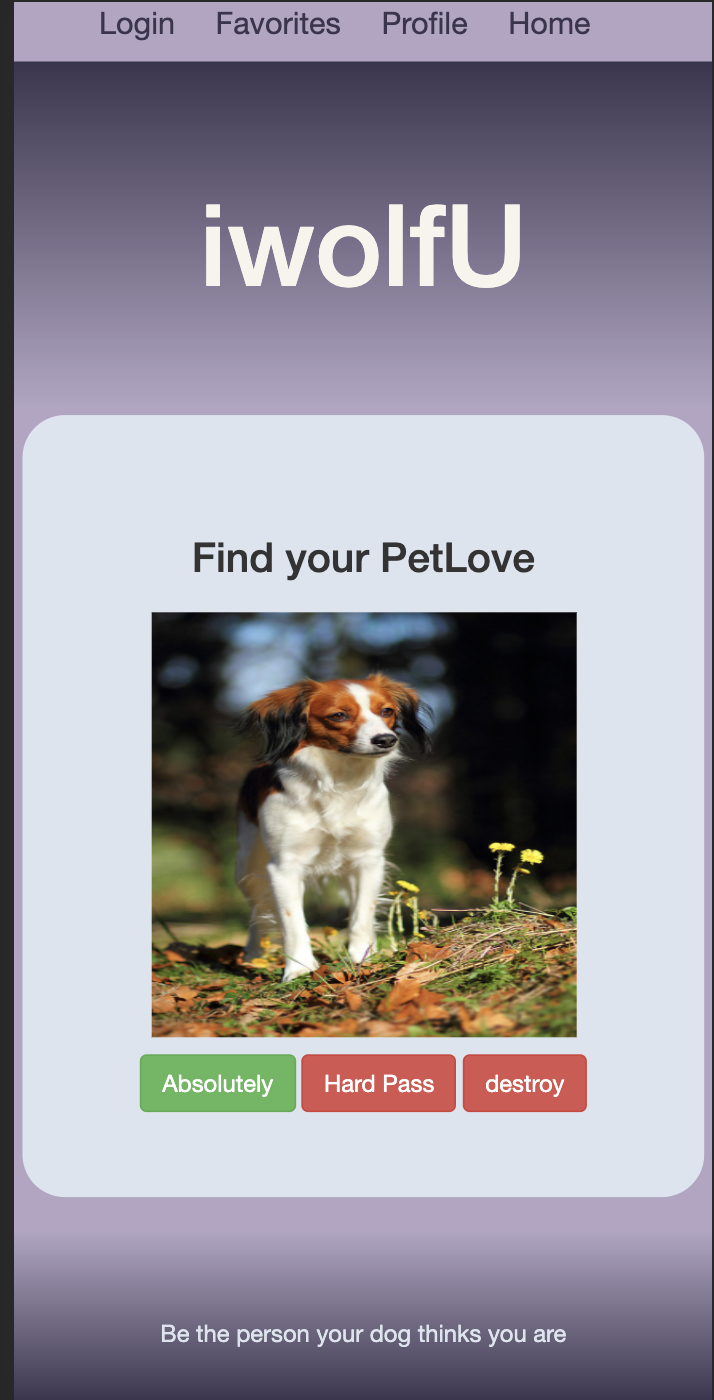 Login Favorites Profile Home
iwolfU
Find your PetLove
Absolutely Hard Pass destroy
Be the person your dog thinks you are